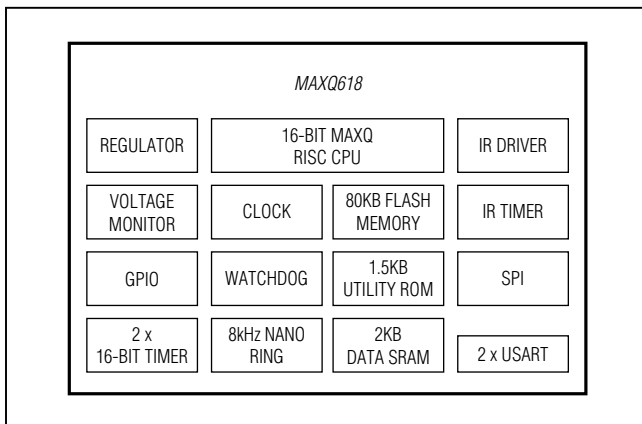 MAXQ618
REGULATOR
16-BIT MAXQ
RISC CPU
IR DRIVER
VOLTAGE
MONITOR
CLOCK
80KB FLASH
MEMORY
IR TIMER
GPIO
WATCHDOG
1.5KB
UTILITY ROM
SPI
2 x
16-BIT TIMER
8kHz NANO
RING
2KB
DATA SRAM
2 x USART